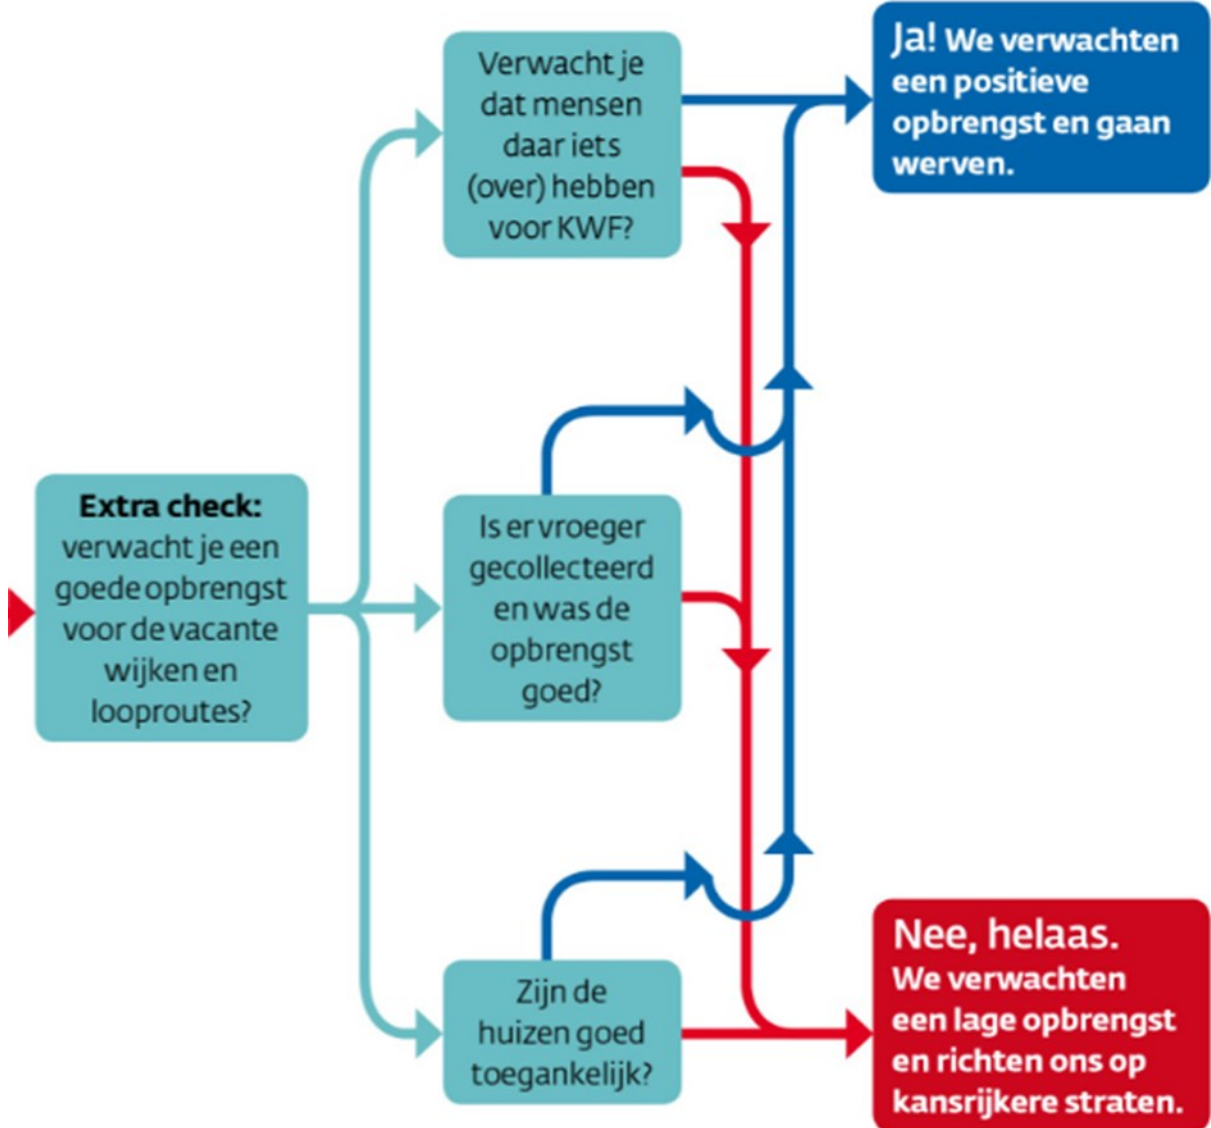 Extra check:
verwacht je een
goede opbrengst
voor de vacante
wijken en
looproutes?
Verwacht je
dat mensen
daar iets
(over) hebben
voor KWF?
Is er vroeger
gecollecteerd
en was de
opbrengst
goed?
Zijn de
huizen goed
toegankelijk?
Ja! We verwachten
een positieve
opbrengst en gaan
werven.
Nee, helaas.
We verwachten
een lage opbrengst
en richten ons op
kansrijkere straten.